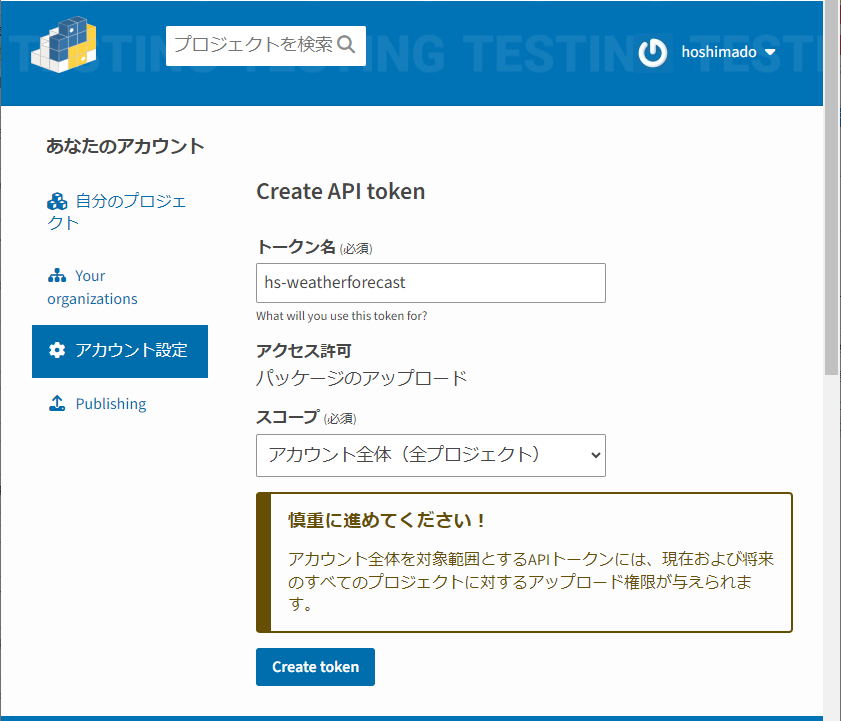 TESTING TESTING TESTING TEST
プロジェクトを検索
hoshimado
あなたのアカウント
自分のプロジェ
クト
Your
organizations
アカウント設定
Publishing
Create API token
トークン名 (必須)
hs-weatherforecast
What will you use this token for?
アクセス許可
パッケージのアップロード
スコープ (必須)
アカウント全体（全プロジェクト）
慎重に進めてください！
アカウント全体を対象範囲とするAPIトークンには、現在および将来
のすべてのプロジェクトに対するアップロード権限が与えられま
す。
Create token